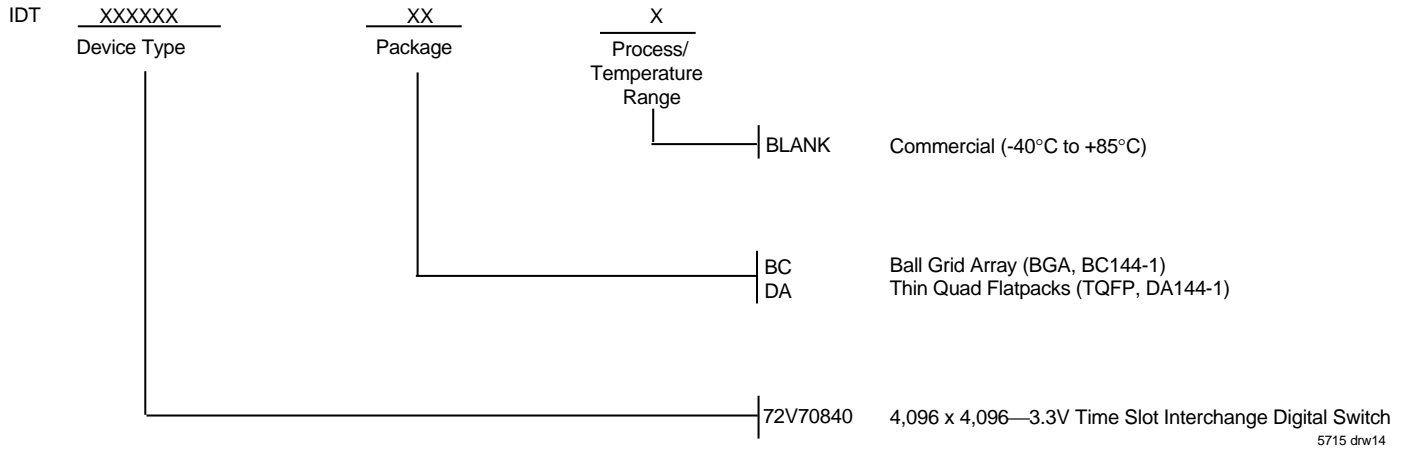 IDT XXXXXX XX X
Device Type Package Process/
Temperature
Range
BLANK Commercial (-40°C to +85°C)
BC Ball Grid Array (BGA, BC144-1)
DA Thin Quad Flatpacks (TQFP, DA144-1)
72V70840 4,096 x 4,096—3.3V Time Slot Interchange Digital Switch
5715 drw14